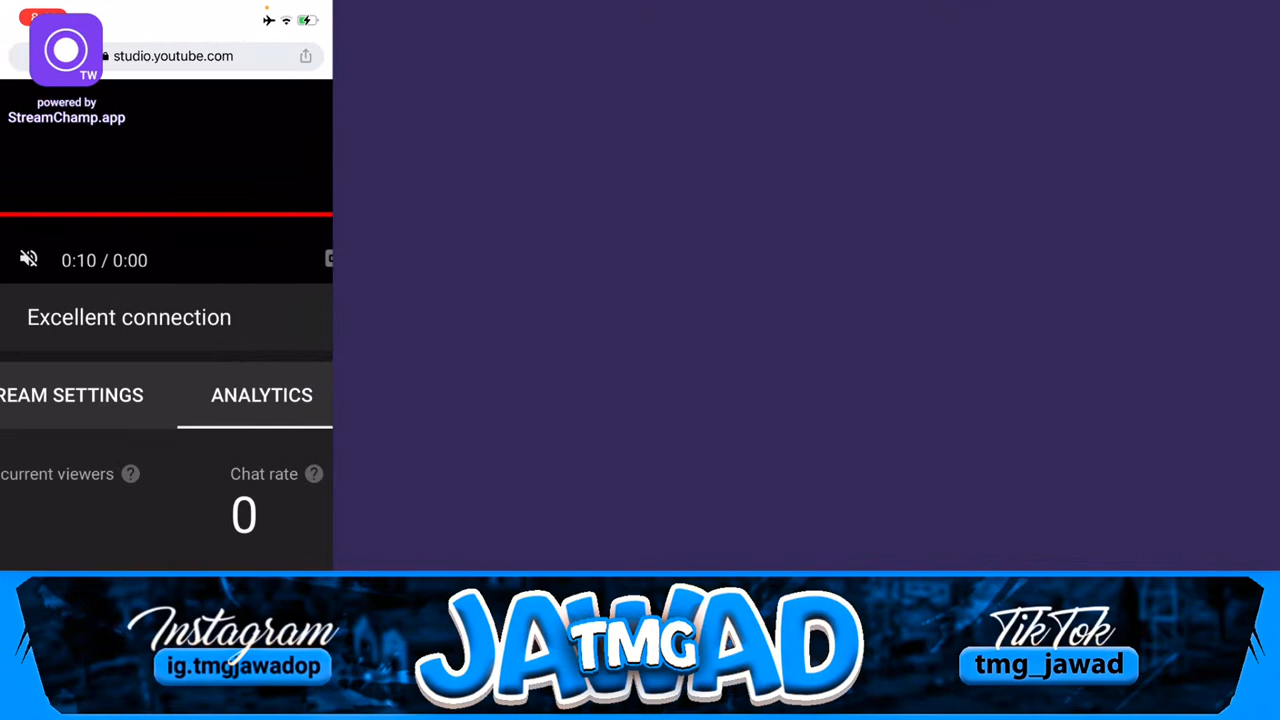 studio.youtube.com
TW
powered by
StreamChamp.app
0:10 / 0:00
Excellent connection
REAM SETTINGS
ANALYTICS
current viewers ?
Chat rate ?
0
Instagram
ig.tmgjawadop
JAWAD
TMG
TikTok
tmg_jawad